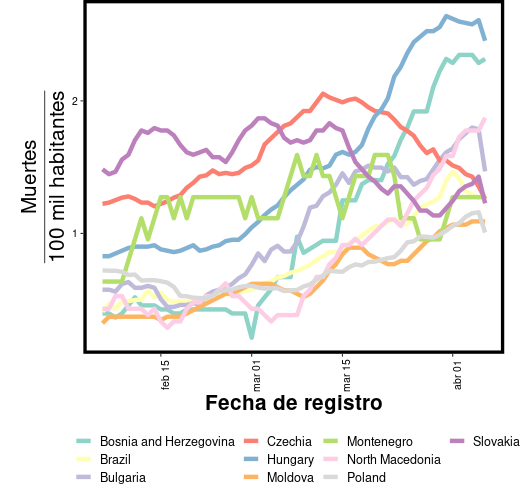 Muertes
100 mil habitantes
2
1
feb 15
mar 01
mar 15
abr 01
Fecha de registro
Bosnia and Herzegovina
Czechia
Montenegro
Slovakia
Brazil
Hungary
North Macedonia
Bulgaria
Moldova
Poland